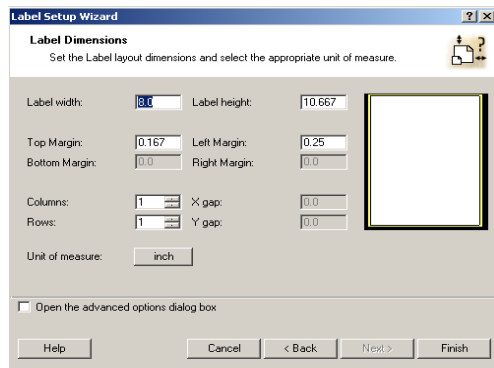 Label Setup Wizard
Label Dimensions
Set the Label layout dimensions and select the appropriate unit of measure.
Label width: 8.0 Label height: 10.667
Top Margin: 0.167 Left Margin: 0.25
Bottom Margin: 0.0 Right Margin: 0.0
Columns: 1 X gap: 0.0
Rows: 1 Y gap: 0.0
Unit of measure: inch
Open the advanced options dialog box
Help Cancel < Back Next > Finish